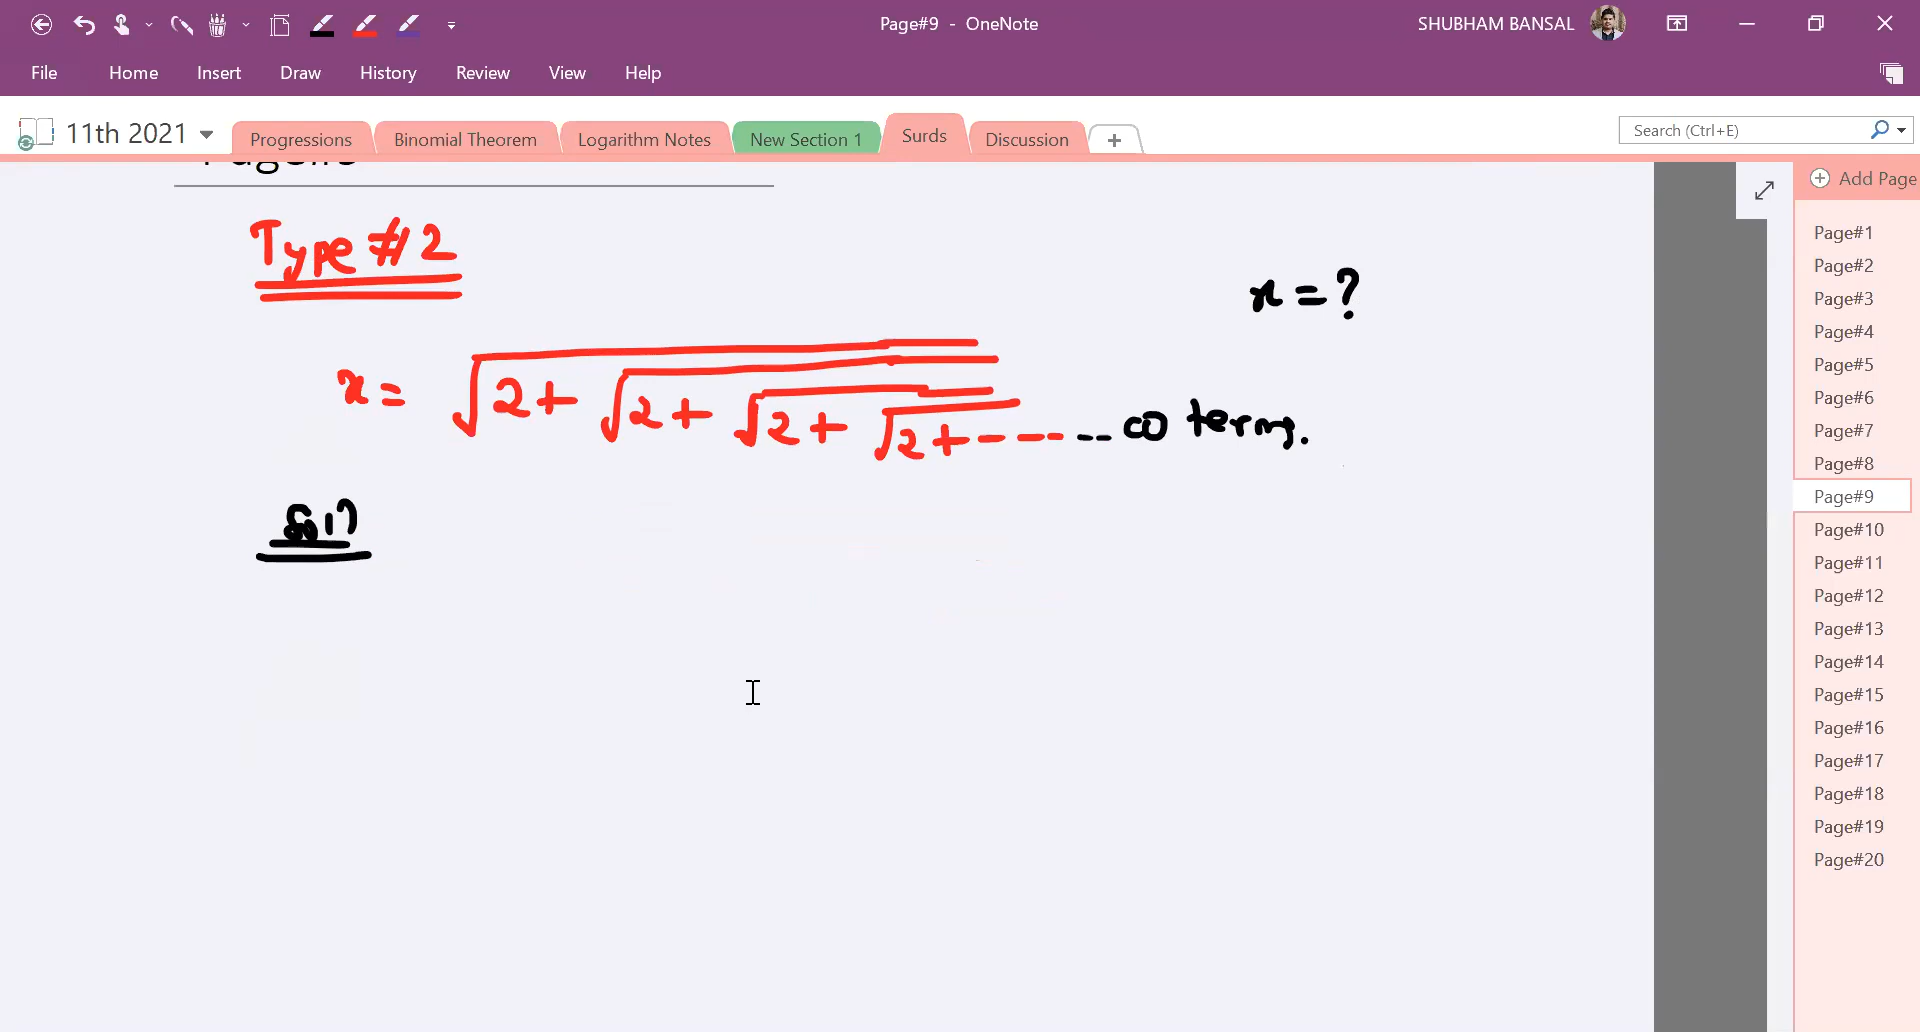 Page#9 - OneNote
SHUBHAM BANSAL
File Home Insert Draw History Review View Help
11th 2021
Progressions Binomial Theorem Logarithm Notes New Section 1 Surds Discussion +
Search (Ctrl+E)
Add Page
Type #2
x = ?
x = √2+ √2+ √2+ √2+ ----- -- ∞ terms.
Sol?
Page#1
Page#2
Page#3
Page#4
Page#5
Page#6
Page#7
Page#8
Page#9
Page#10
Page#11
Page#12
Page#13
Page#14
Page#15
Page#16
Page#17
Page#18
Page#19
Page#20